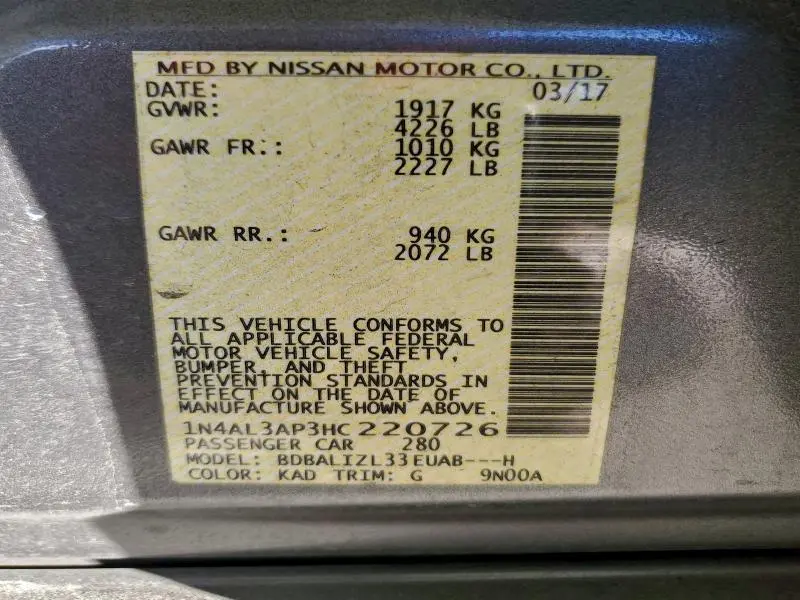 MFD BY NISSAN MOTOR CO., LTD.
DATE: 03/17
GVWR: 1917 KG
4226 LB
GAWR FR.: 1010 KG
2227 LB
GAWR RR.: 940 KG
2072 LB
THIS VEHICLE CONFORMS TO
ALL APPLICABLE FEDERAL
MOTOR VEHICLE SAFETY,
BUMPER, AND THEFT
PREVENTION STANDARDS IN
EFFECT ON THE DATE OF
MANUFACTURE SHOWN ABOVE.
1N4AL3AP3HC220726
PASSENGER CAR 280
MODEL: BDBALIZL33EUAB---H
COLOR: KAD TRIM: G 9N00A